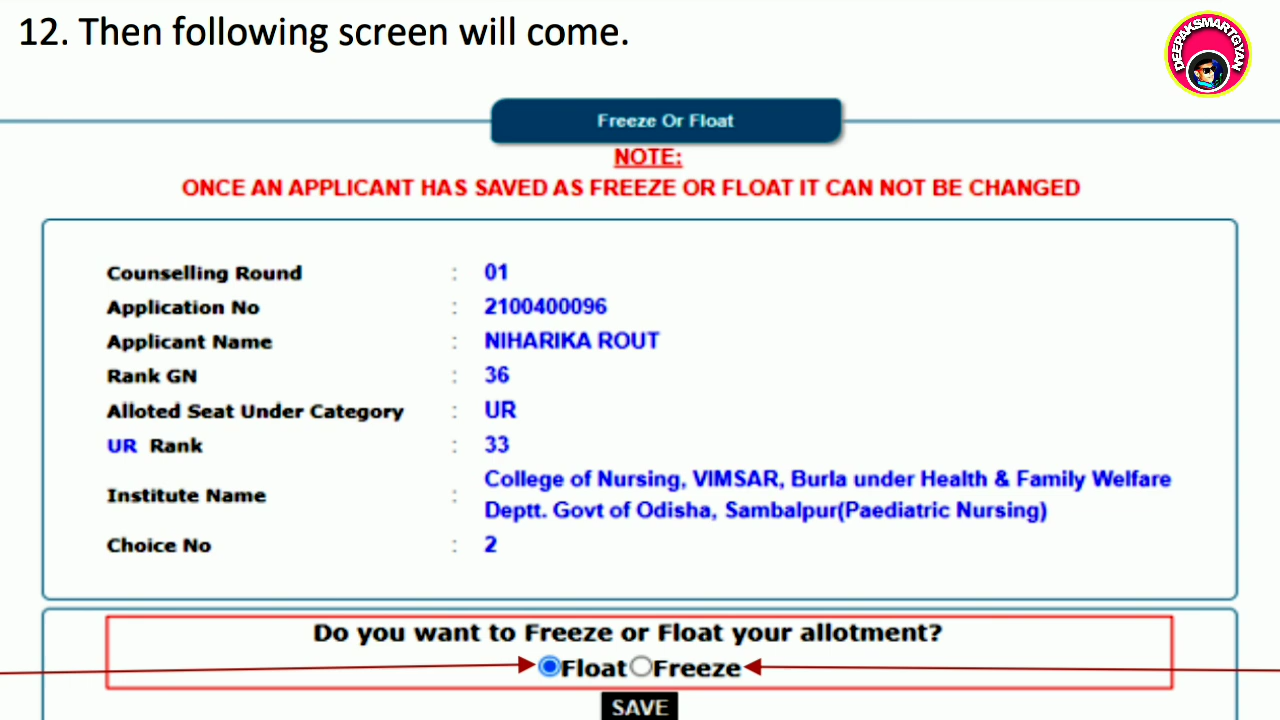 12. Then following screen will come.
DEEPAKSMARTGYAN
Freeze Or Float
NOTE:
ONCE AN APPLICANT HAS SAVED AS FREEZE OR FLOAT IT CAN NOT BE CHANGED
Counselling Round : 01
Application No : 2100400096
Applicant Name : NIHARIKA ROUT
Rank GN : 36
Alloted Seat Under Category : UR
UR Rank : 33
Institute Name : College of Nursing, VIMSAR, Burla under Health & Family Welfare
Deptt. Govt of Odisha, Sambalpur(Paediatric Nursing)
Choice No : 2
Do you want to Freeze or Float your allotment?
Float Freeze
SAVE